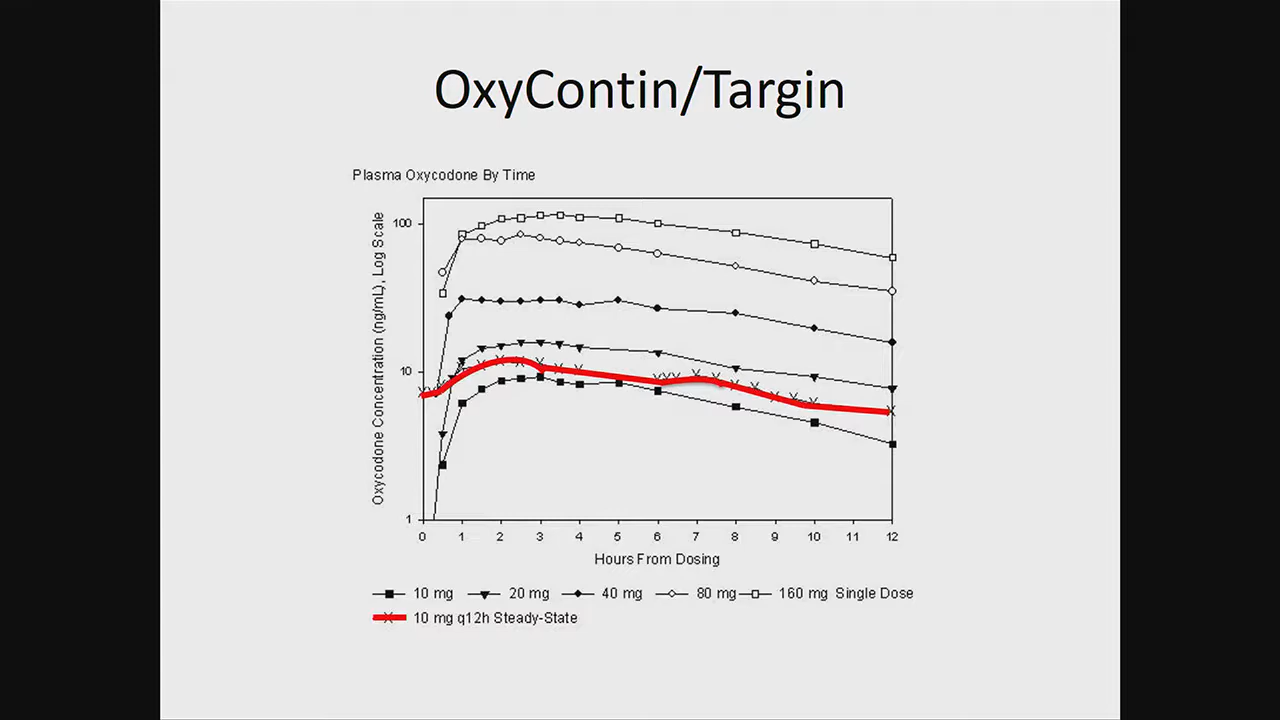 OxyContin/Targin
Plasma Oxycodone By Time
Oxycodone Concentration (ng/mL), Log Scale
100
10
1
0 1 2 3 4 5 6 7 8 9 10 11 12
Hours From Dosing
10 mg 20 mg 40 mg 80 mg 160 mg Single Dose
10 mg q12h Steady-State